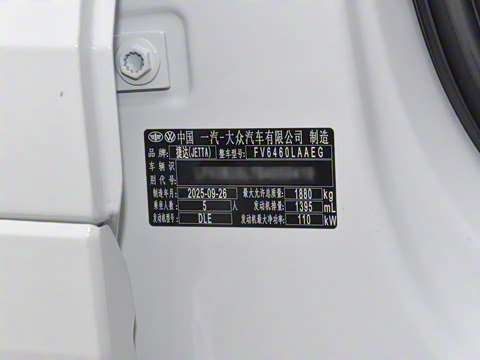 中国 一汽-大众汽车有限公司 制造
品牌: 捷达(JETTA) 整车型号: FV6460LAAEG
车辆识
别代号:
制造年月: 2025-09-26 最大允许总质量: 1880 kg
乘坐人数: 5 人 发动机排量: 1395 mL
发动机型号: DLE 发动机最大净功率: 110 kW